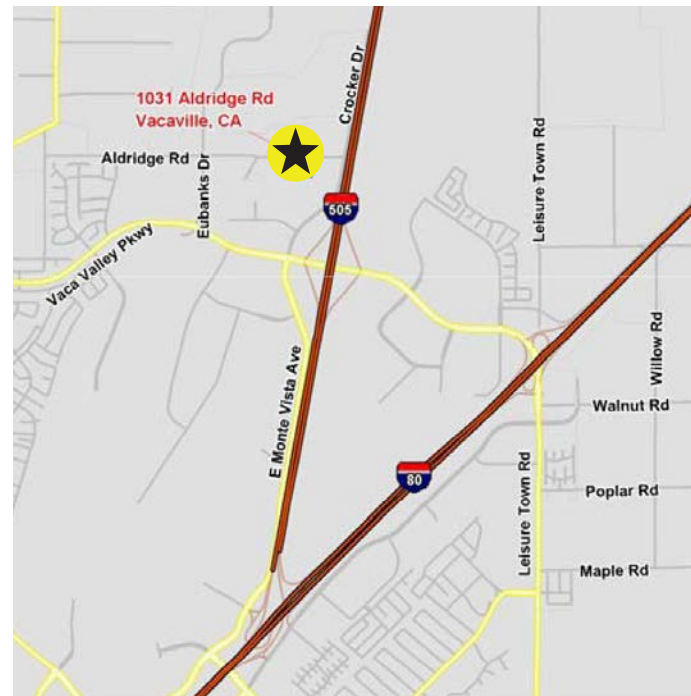 Crocker Dr
1031 Aldridge Rd
Vacaville, CA
Aldridge Rd
Eubanks Dr
Leisure Town Rd
505
Vaca Valley Pkwy
Willow Rd
E Monte Vista Ave
Walnut Rd
80
Leisure Town Rd
Poplar Rd
Maple Rd